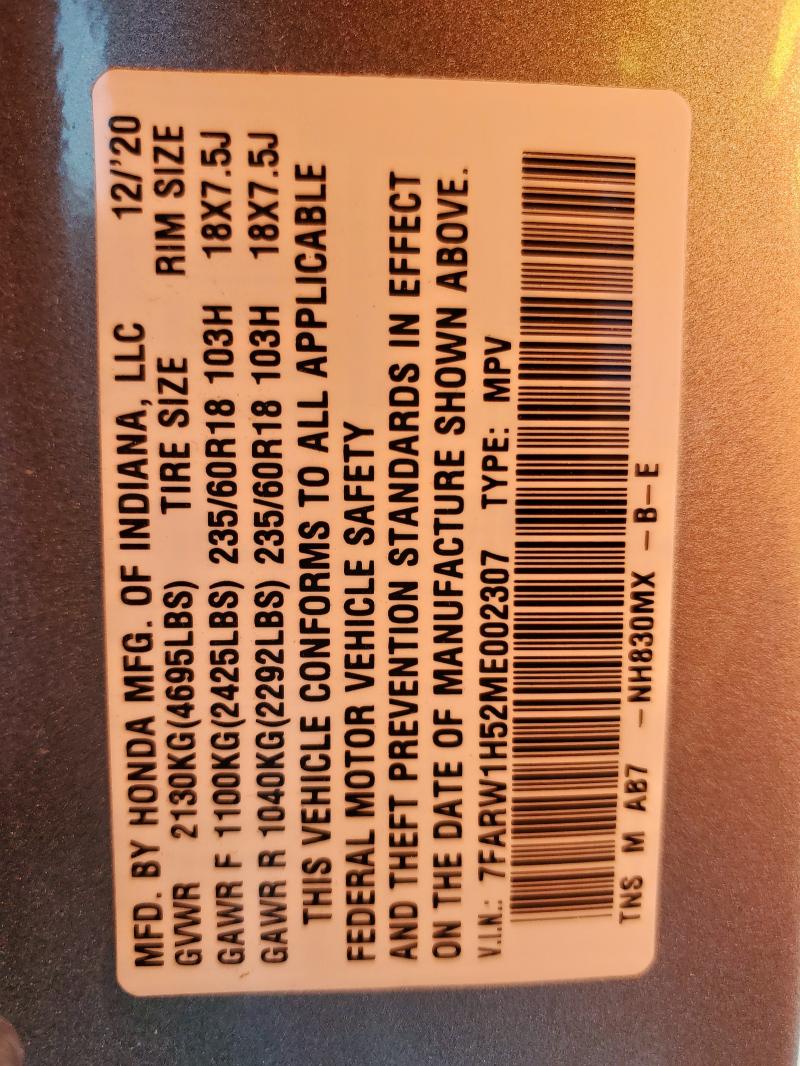 MFD. BY HONDA MFG. OF INDIANA, LLC 12/'20
GVWR 2130KG(4695LBS) TIRE SIZE RIM SIZE
GAWR F 1100KG(2425LBS) 235/60R18 103H 18X7.5J
GAWR R 1040KG(2292LBS) 235/60R18 103H 18X7.5J
THIS VEHICLE CONFORMS TO ALL APPLICABLE
FEDERAL MOTOR VEHICLE SAFETY
AND THEFT PREVENTION STANDARDS IN EFFECT
ON THE DATE OF MANUFACTURE SHOWN ABOVE.
V.I.N.: 7FARW1H52ME002307 TYPE: MPV
TNS M AB7 -NH830MX -B-E